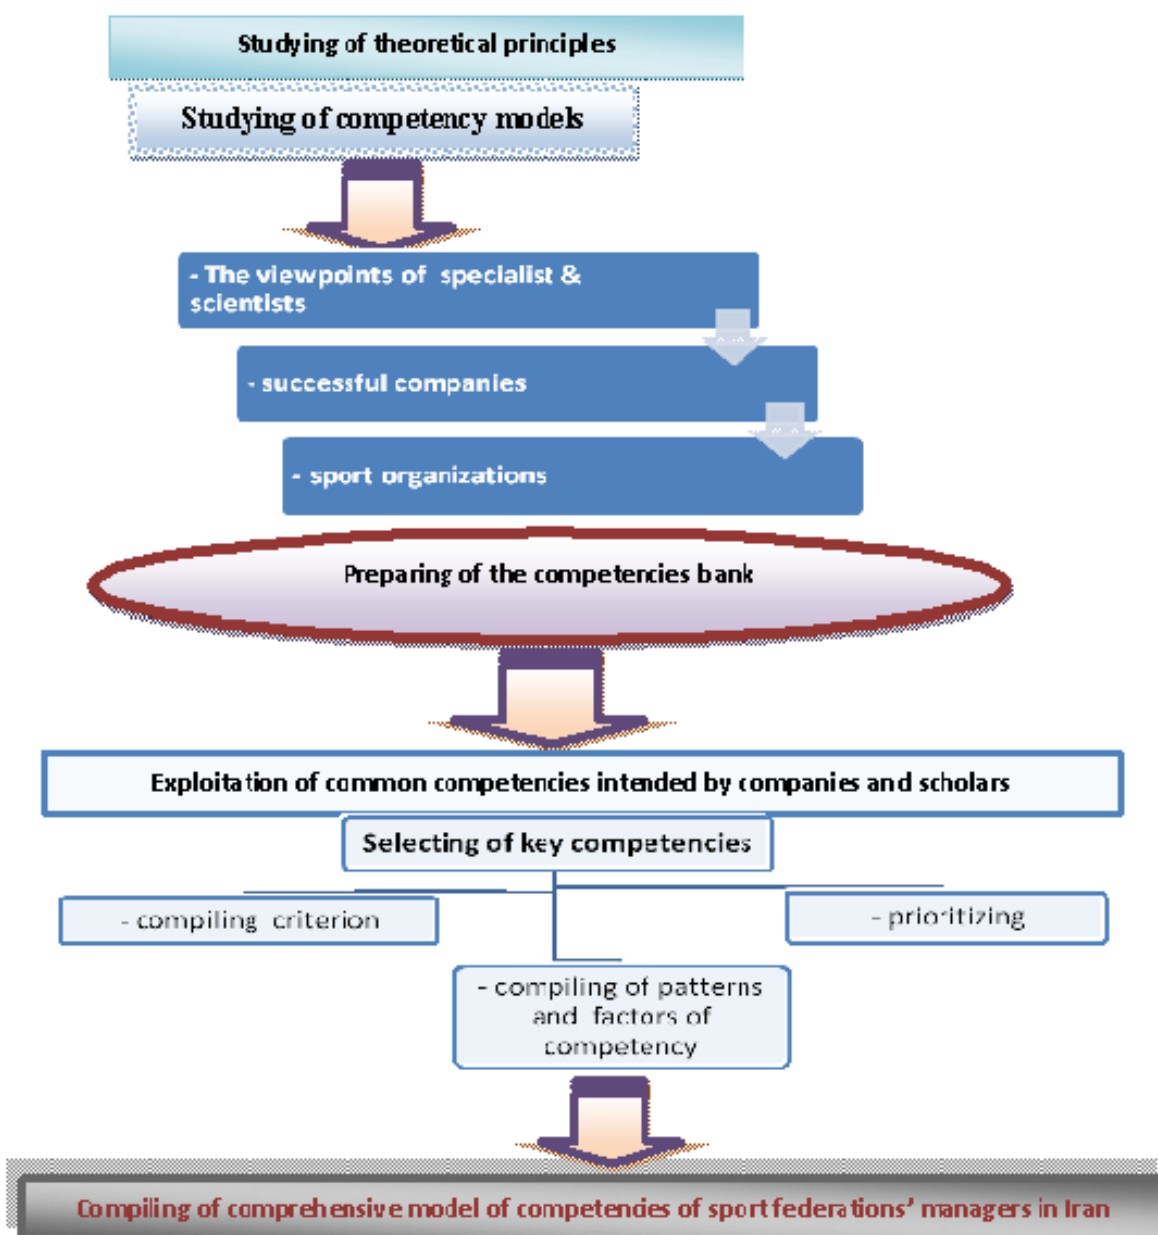 Studying of theoretical principles
Studying of competency models
- The viewpoints of specialist &
scientists
- successful companies
- sport organizations
Preparing of the competencies bank
Exploitation of common competencies intended by companies and scholars
Selecting of key competencies
- compiling criterion
- prioritizing
- compiling of patterns
and factors of
competency
Compiling of comprehensive model of competencies of sport federations' managers in Iran